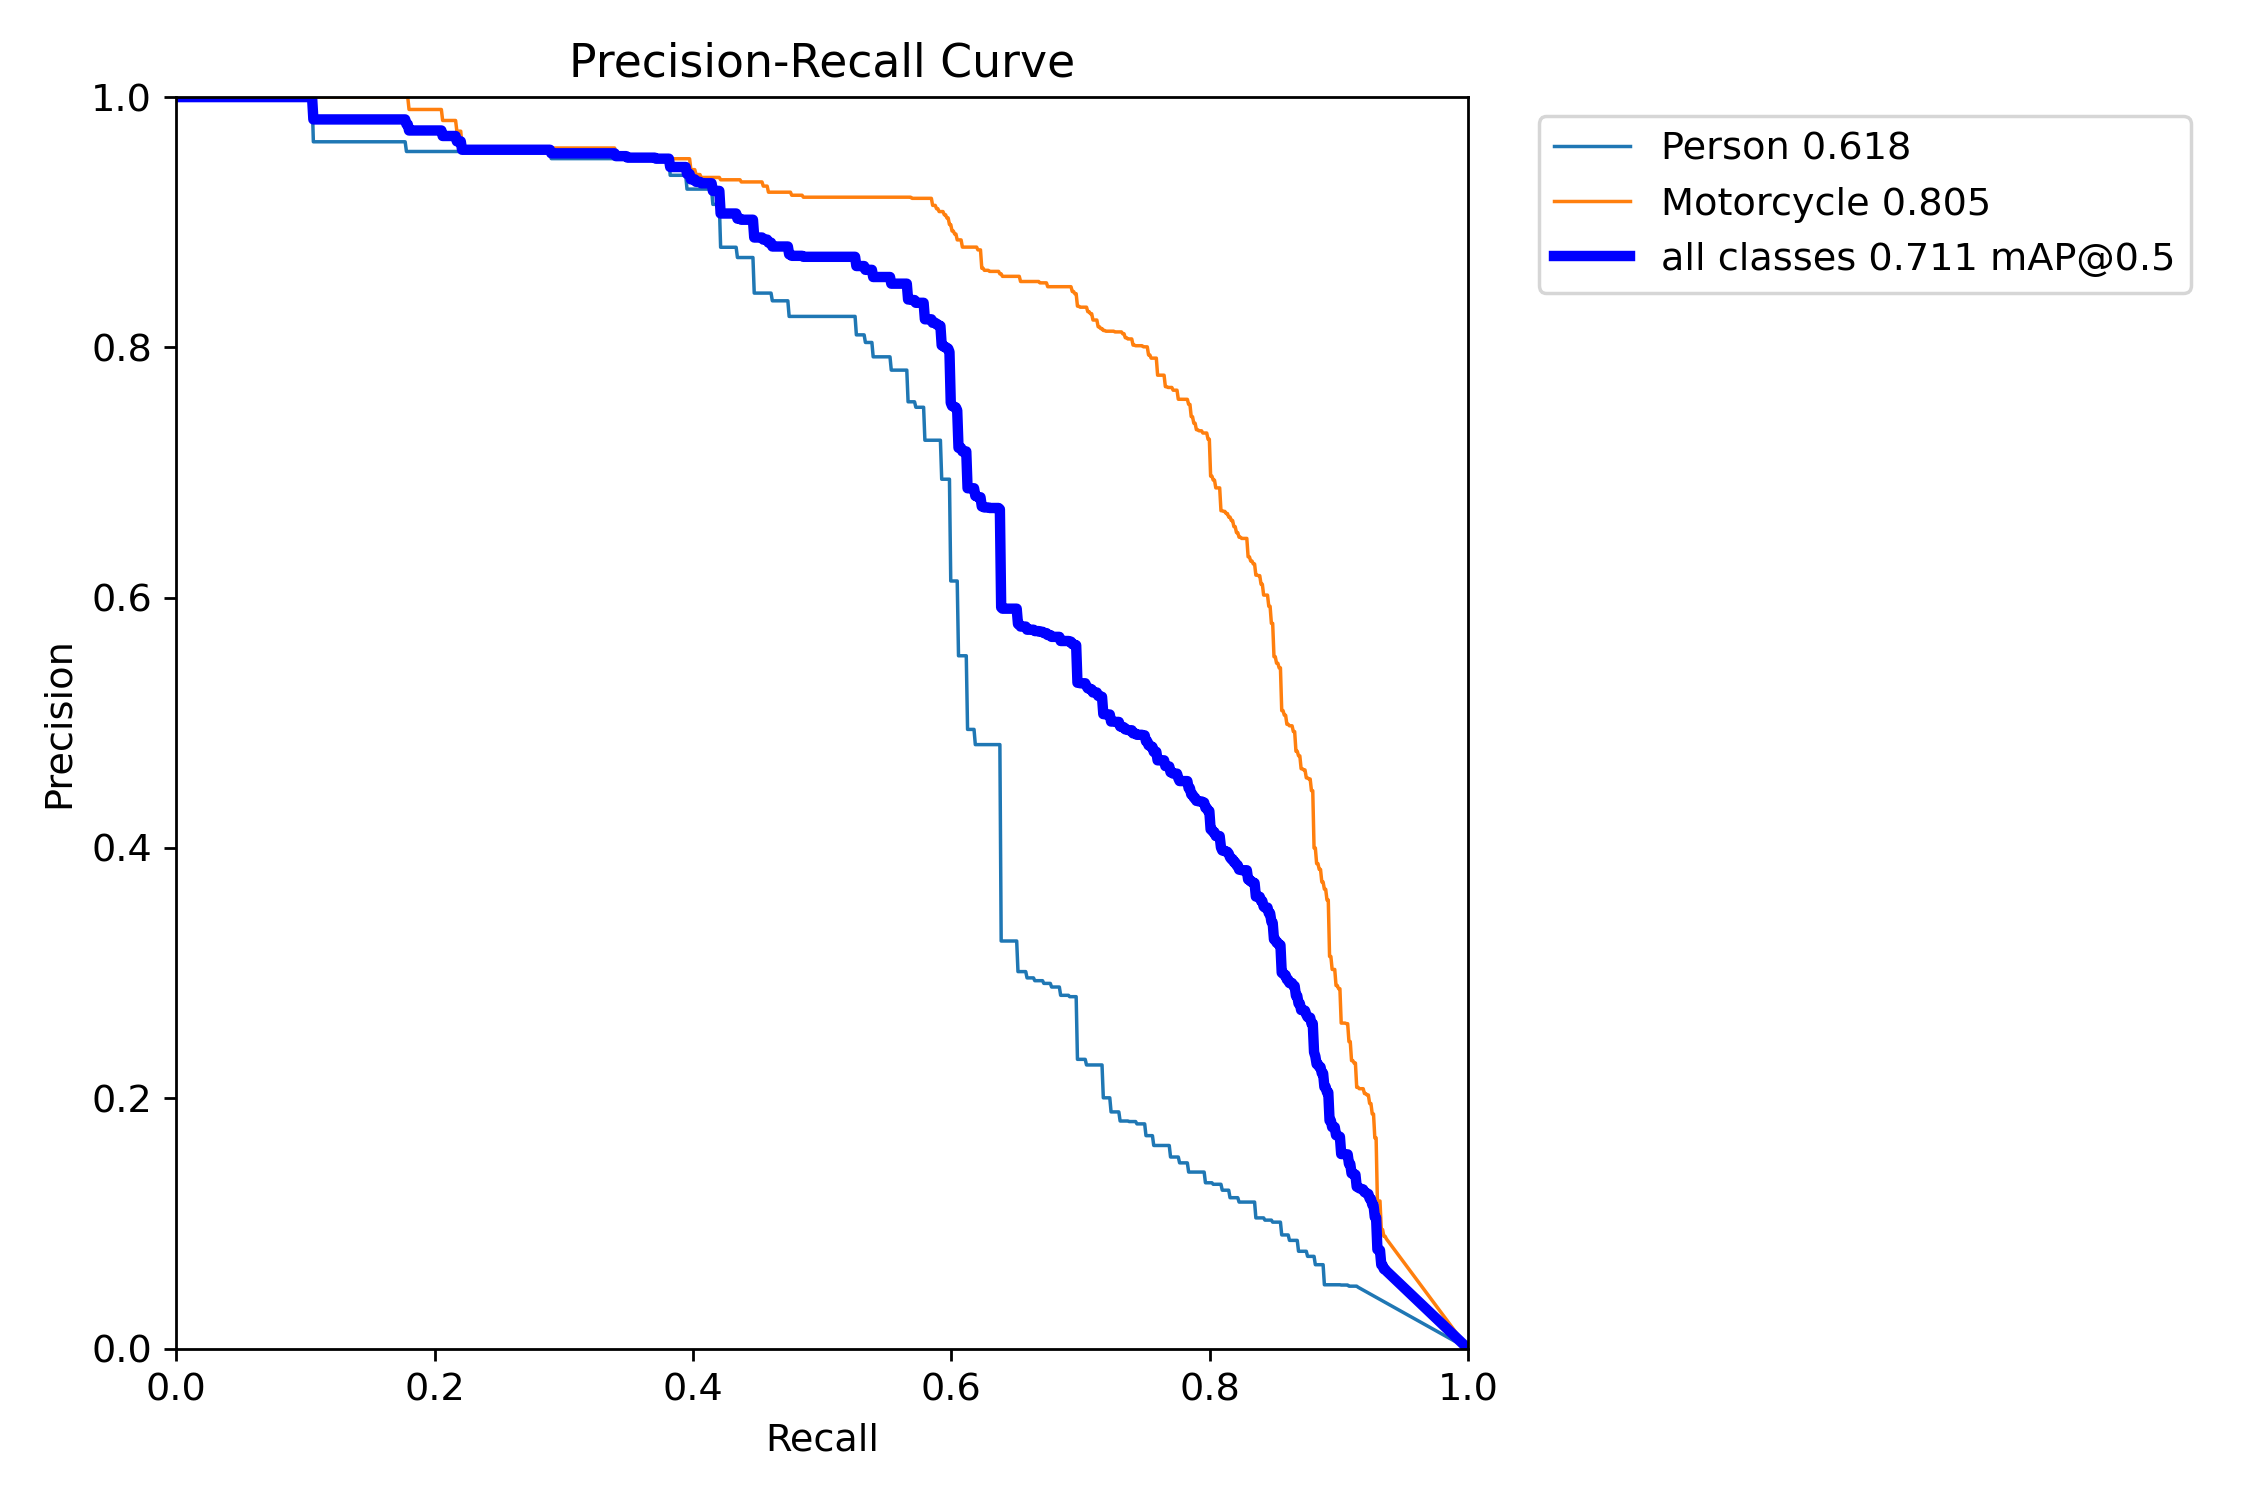 Precision-Recall Curve
Person 0.618
Motorcycle 0.805
all classes 0.711 mAP@0.5
1.0
0.8
0.6
0.4
0.2
0.0
Precision
0.0 0.2 0.4 0.6 0.8 1.0
Recall